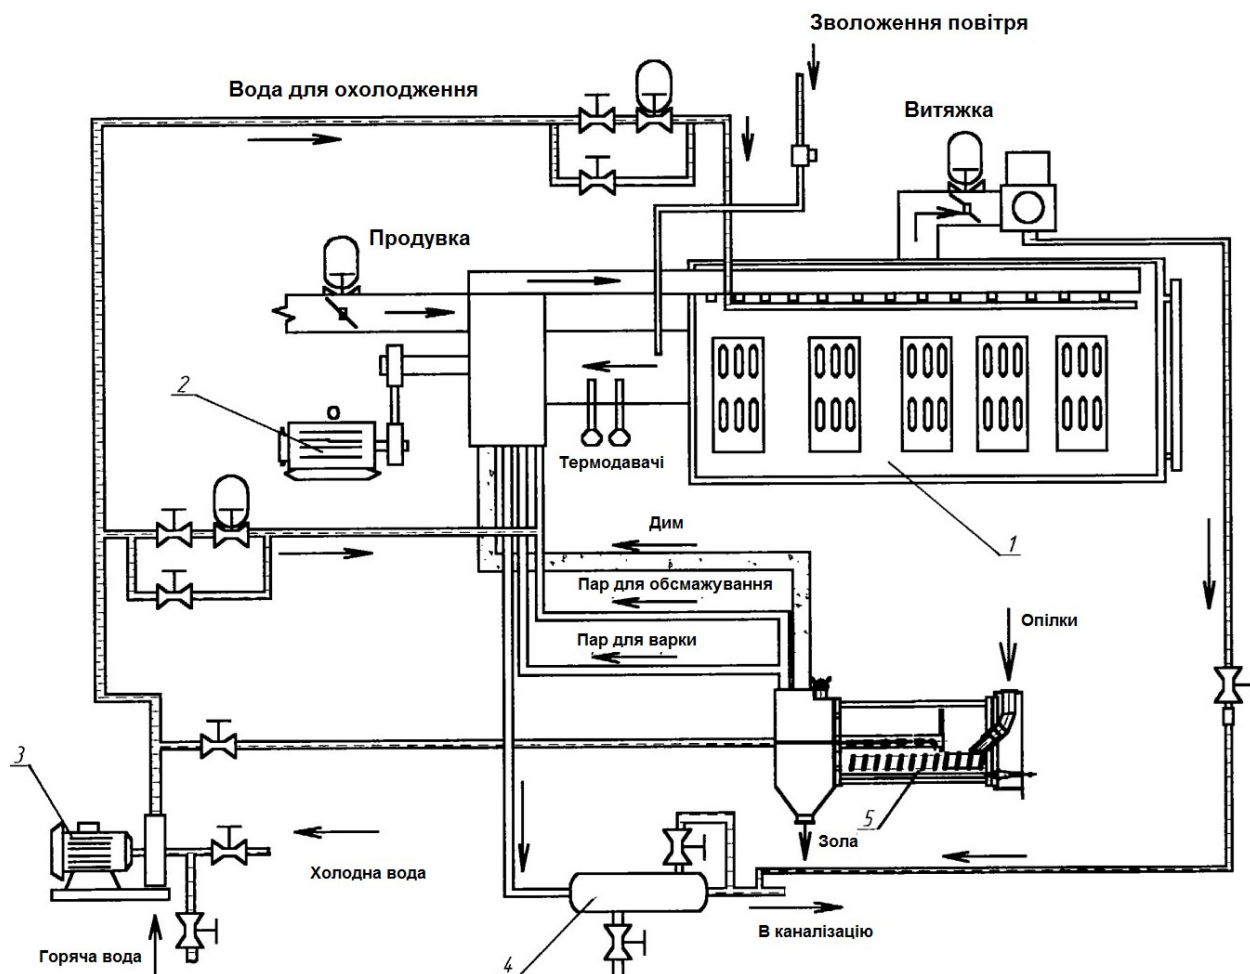 Зволоження повітря
Вода для охолодження
Витяжка
Продувка
2
Термодавачі
1
Дим
Пар для обсмажування
Опілки
Пар для варки
3
5
Зола
Холодна вода
В каналізацію
Горяча вода
4